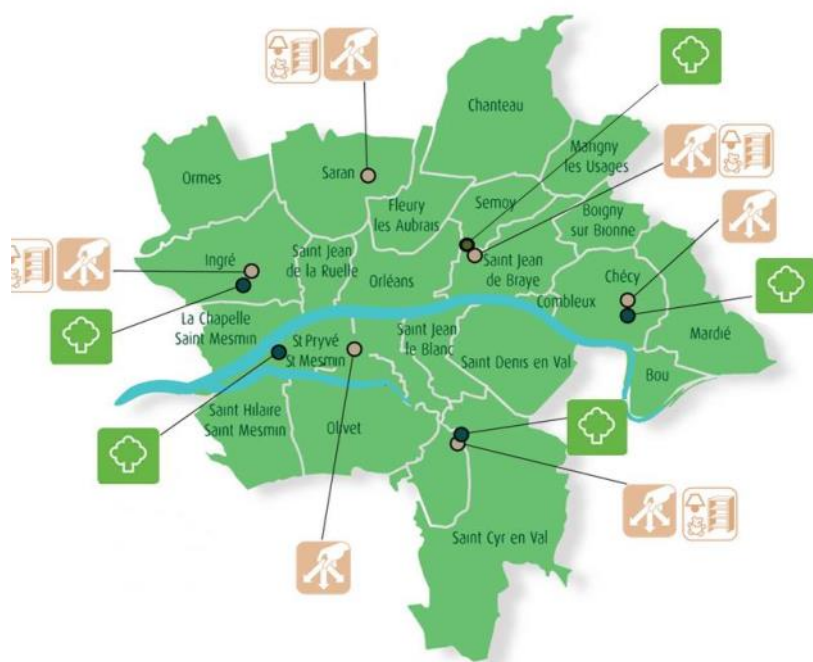 Chanteau
Marigny
les Usages
Ormes
Saran
Fleury
les Aubrais
Semoy
Boigny
sur Bionne
Ingré
Saint Jean
de la Ruelle
Orléans
Saint Jean
de Braye
Chécy
Combleux
La Chapelle
Saint Mesmin
St Pryvé
St Mesmin
Saint Jean
le Blanc
Saint Denis en Val
Mardié
Bou
Saint Hilaire
Saint Mesmin
Olivet
Saint Cyr en Val